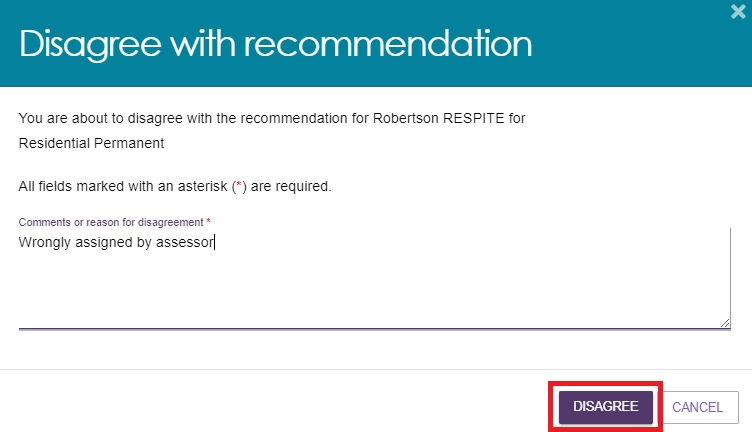 Disagree with recommendation
You are about to disagree with the recommendation for Robertson RESPITE for
Residential Permanent
All fields marked with an asterisk (*) are required.
Comments or reason for disagreement *
Wrongly assigned by assessor
DISAGREE
CANCEL